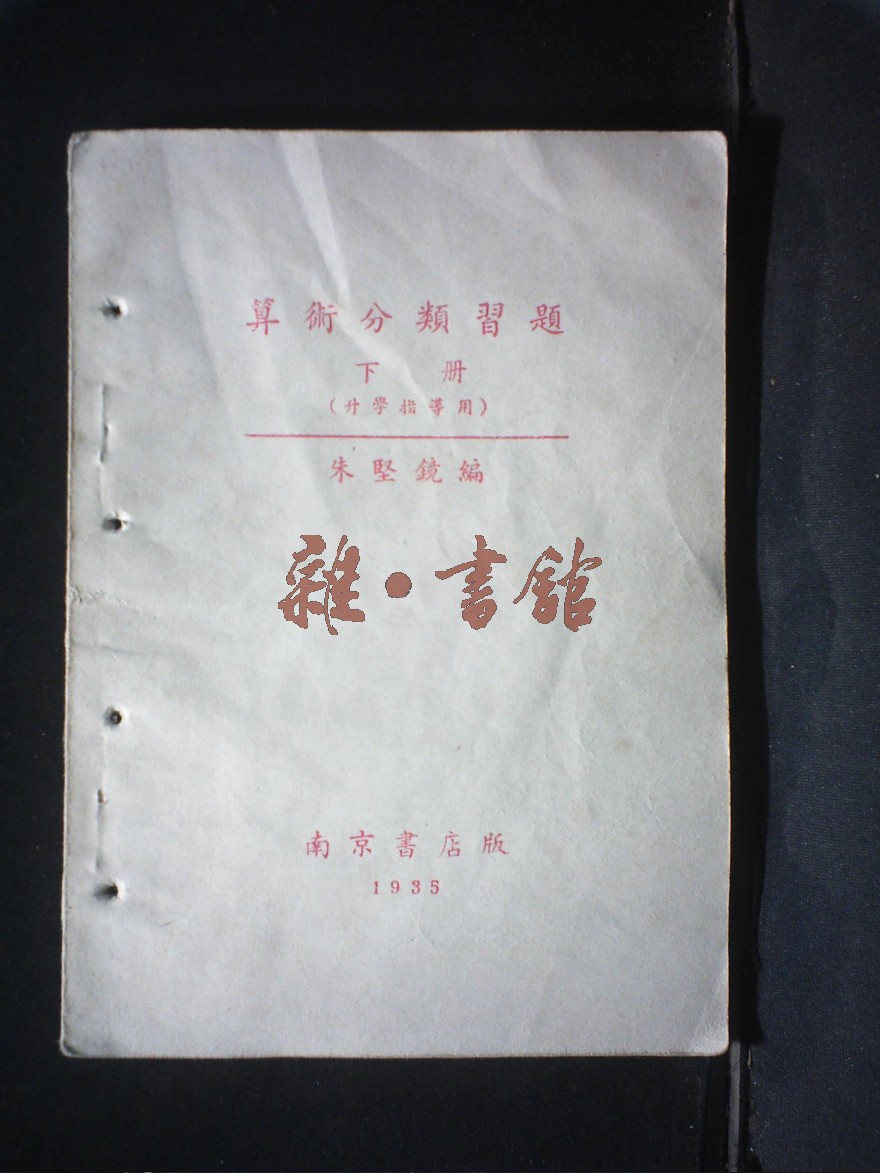 算術分類習題
下册
（升學指導用）
朱堅鏡編
雜·書館
南京書店版
1935